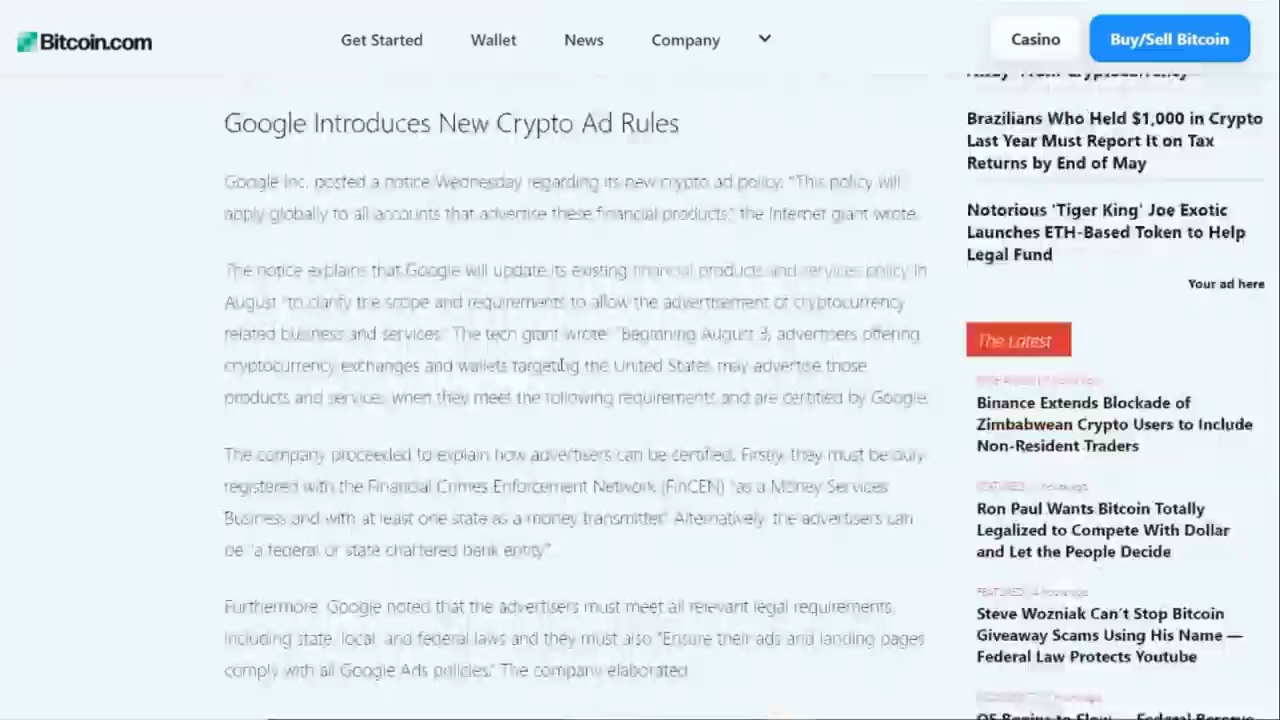 Bitcoin.com
Get Started
Wallet
News
Company
Casino
Buy/Sell Bitcoin
Google Introduces New Crypto Ad Rules
Google Inc. posted a notice Wednesday regarding its new crypto ad policy. "This policy will
apply globally to all accounts that advertise these financial products," the Internet giant wrote.
The notice explains that Google will update its existing financial products and services policy in
August "to clarify the scope and requirements to allow the advertisement of cryptocurrency
related business and services." The tech giant wrote: "Beginning August 3, advertisers offering
cryptocurrency exchanges and wallets targeting the United States may advertise those
products and services when they meet the following requirements and are certified by Google.
The company proceeded to explain how advertisers can be certified. Firstly, they must be duly
registered with the Financial Crimes Enforcement Network (FinCEN) "as a Money Services
Business and with at least one state as a money transmitter." Alternatively, the advertisers can
be "a federal or state chartered bank entity".
Furthermore, Google noted that the advertisers must meet all relevant legal requirements,
including state, local, and federal laws and they must also "Ensure their ads and landing pages
comply with all Google Ads policies." The company elaborated
Away' From Cryptocurrency
Brazilians Who Held $1,000 in Crypto
Last Year Must Report It on Tax
Returns by End of May
Notorious 'Tiger King' Joe Exotic
Launches ETH-Based Token to Help
Legal Fund
Your ad here
The Latest
Binance Extends Blockade of
Zimbabwean Crypto Users to Include
Non-Resident Traders
FEATURED
Ron Paul Wants Bitcoin Totally
Legalized to Compete With Dollar
and Let the People Decide
FEATURED
Steve Wozniak Can't Stop Bitcoin
Giveaway Scams Using His Name —
Federal Law Protects Youtube
QE Begins to Flow — Federal Reserve